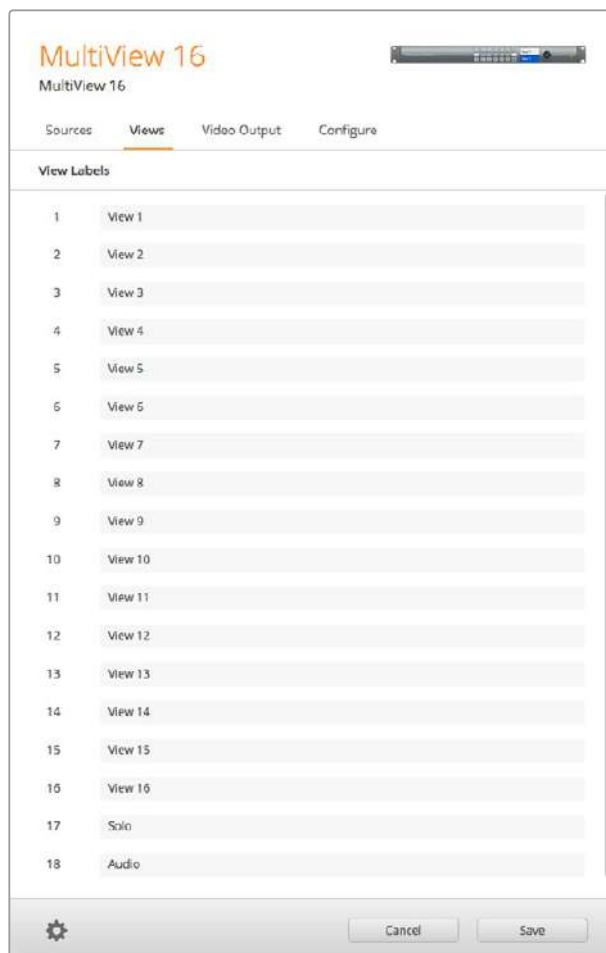 MultiView 16
MultiView 16
Sources Views Video Output Configure
View Labels
1 View 1
2 View 2
3 View 3
4 View 4
5 View 5
6 View 6
7 View 7
8 View 8
9 View 9
10 View 10
11 View 11
12 View 12
13 View 13
14 View 14
15 View 15
16 View 16
17 Solo
18 Audio
Cancel Save